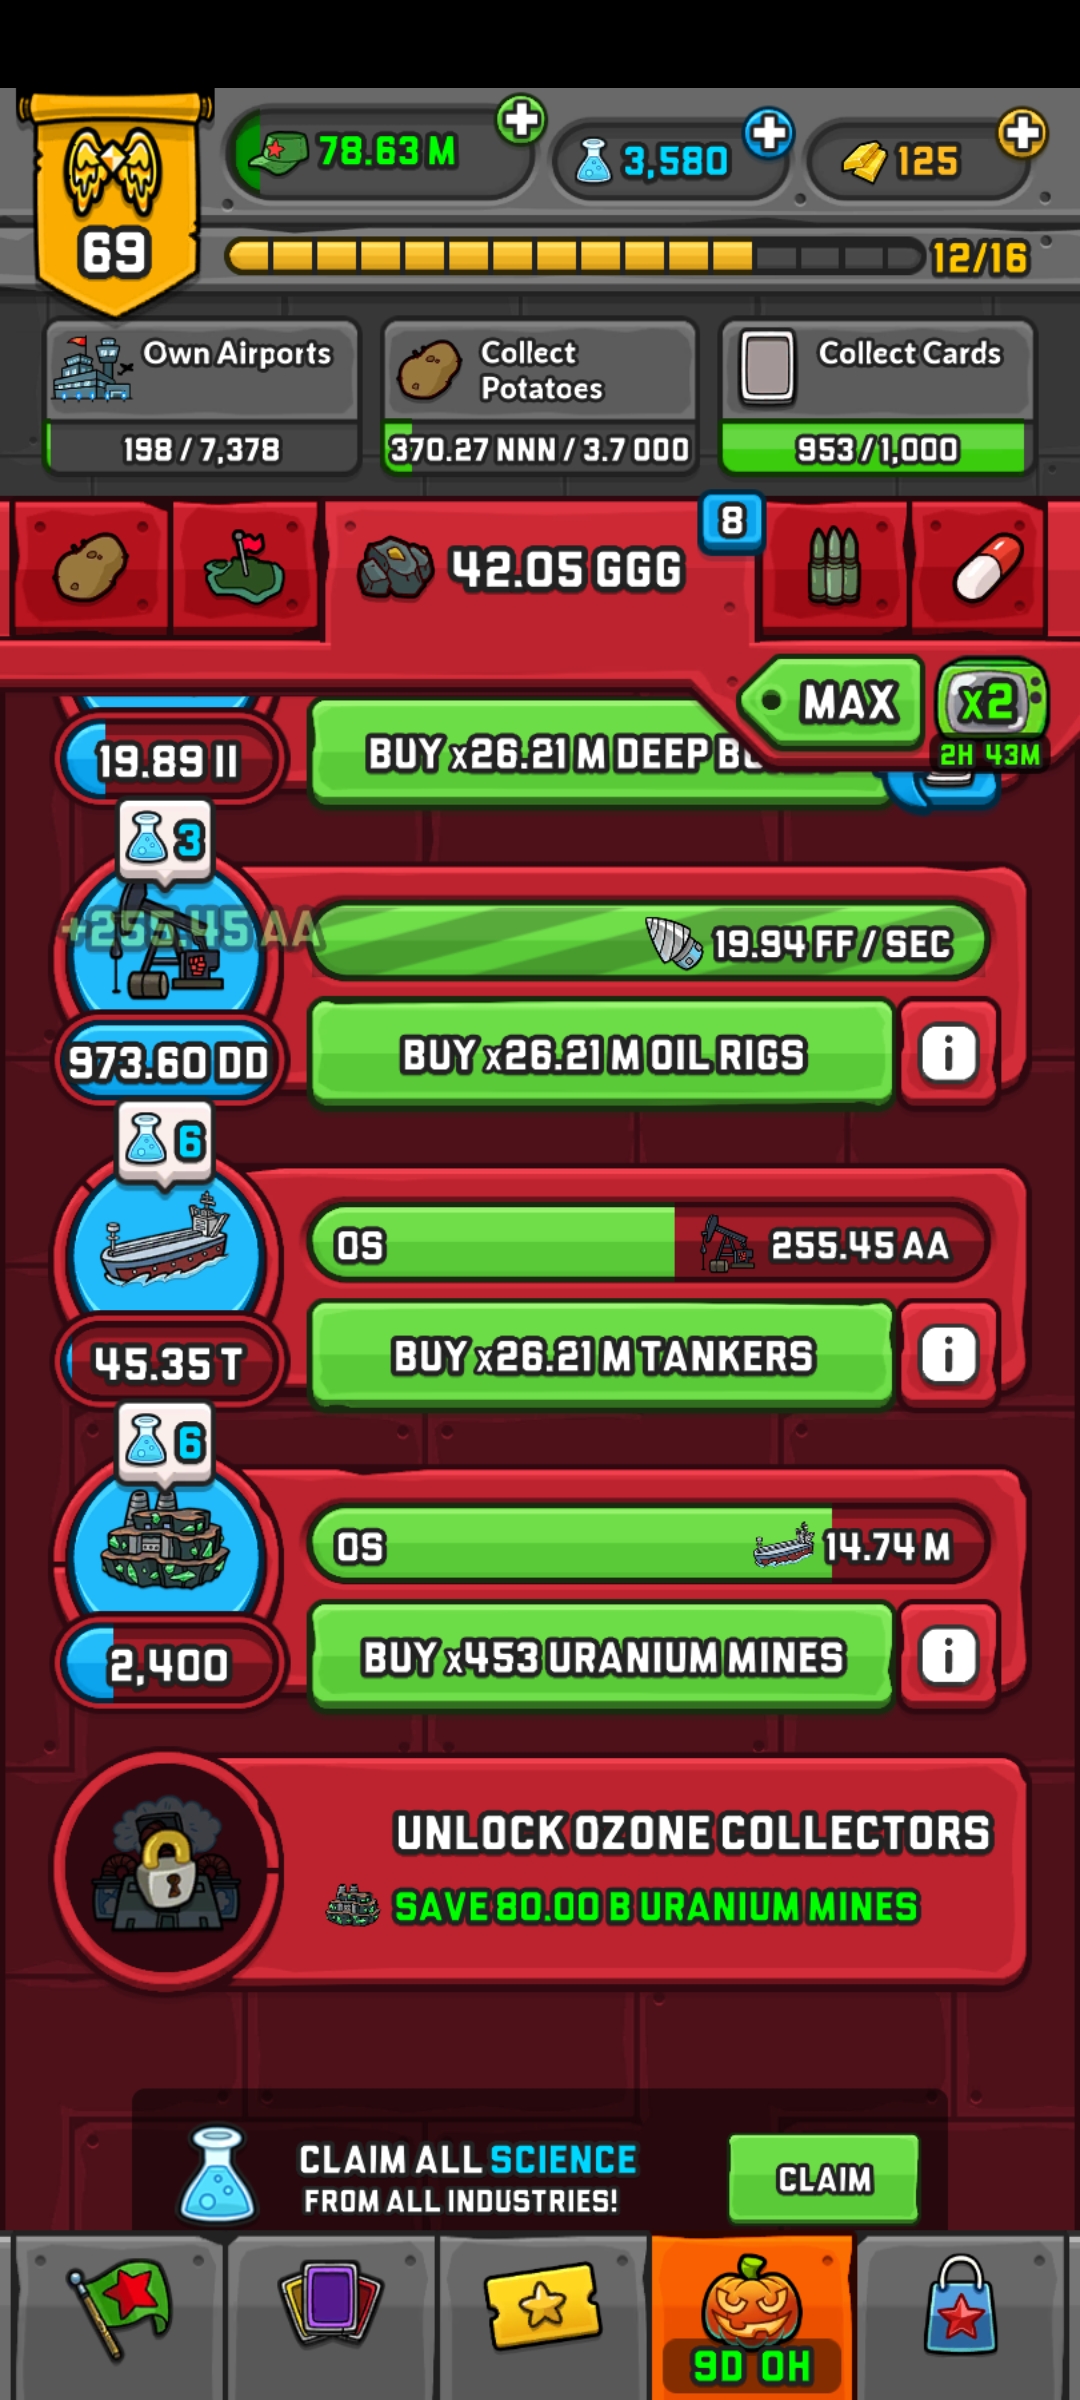 78.63 M
3,580
125
69
12/16
Own Airports
198 / 7,378
Collect
Potatoes
370.27 NNN / 3.7 OOO
Collect Cards
953 / 1,000
42.05 GGG
8
MAX
x2
2H 43M
19.89 II
BUY x26.21 M DEEP
3
+255.45 AA
19.94 FF / SEC
973.60 DD
BUY x26.21 M OIL RIGS
i
6
0S
255.45 AA
45.35 T
BUY x26.21 M TANKERS
i
6
0S
14.74 M
2,400
BUY x453 URANIUM MINES
i
UNLOCK OZONE COLLECTORS
SAVE 80.00 B URANIUM MINES
CLAIM ALL SCIENCE
FROM ALL INDUSTRIES!
CLAIM
9D 0H